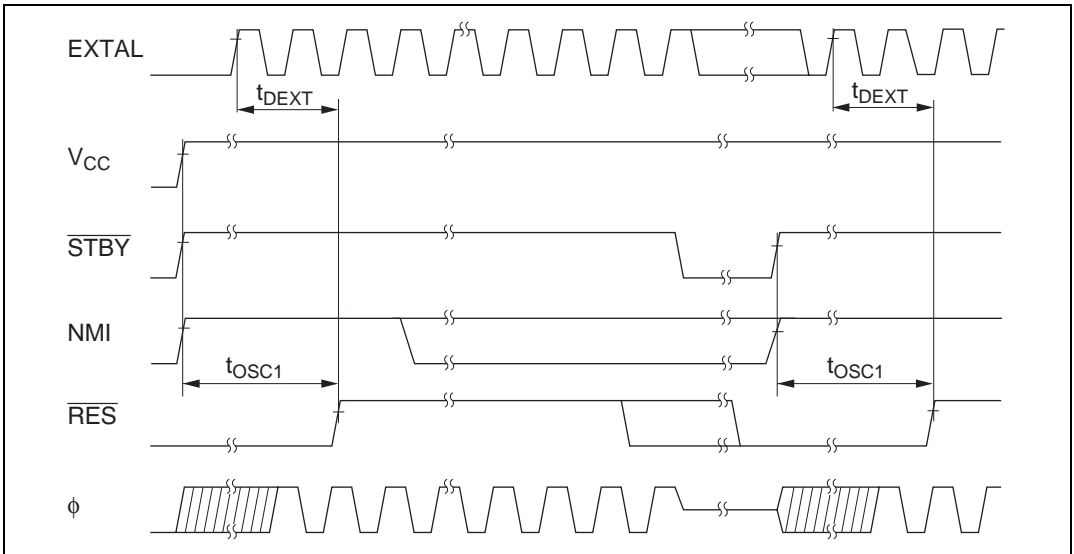 EXTAL
tDEXT tDEXT
VCC
STBY
NMI
tOSC1 tOSC1
RES
ϕ